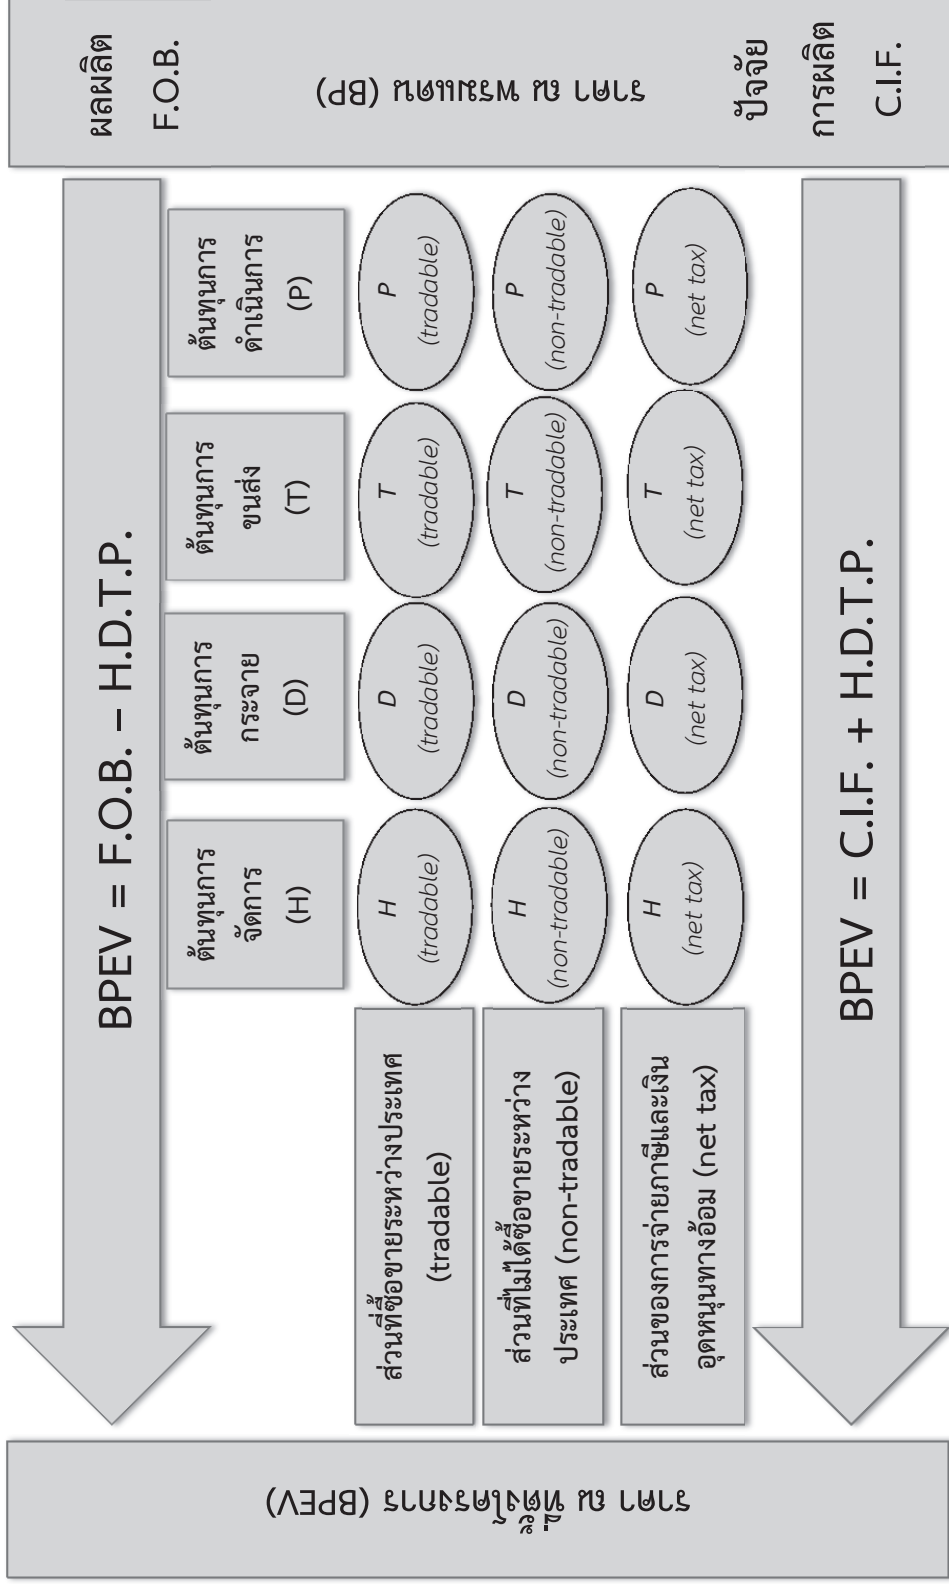 ราคา ณ ที่ตั้งโครงการ (BPEV)
BPEV = F.O.B. – H.D.T.P.
ต้นทุนการ
จัดการ
(H)
ต้นทุนการ
กระจาย
(D)
ต้นทุนการ
ขนส่ง
(T)
ต้นทุนการ
ดำเนินการ
(P)
ส่วนที่ซื้อขายระหว่างประเทศ
(tradable)
H
(tradable)
D
(tradable)
T
(tradable)
P
(tradable)
ส่วนที่ไม่ได้ซื้อขายระหว่าง
ประเทศ (non-tradable)
H
(non-tradable)
D
(non-tradable)
T
(non-tradable)
P
(non-tradable)
ส่วนของการจ่ายภาษีและเงิน
อุดหนุนทางอ้อม (net tax)
H
(net tax)
D
(net tax)
T
(net tax)
P
(net tax)
BPEV = C.I.F. + H.D.T.P.
ผลผลิต
F.O.B.
ราคา ณ พรมแดน (BP)
ปัจจัย
การผลิต
C.I.F.